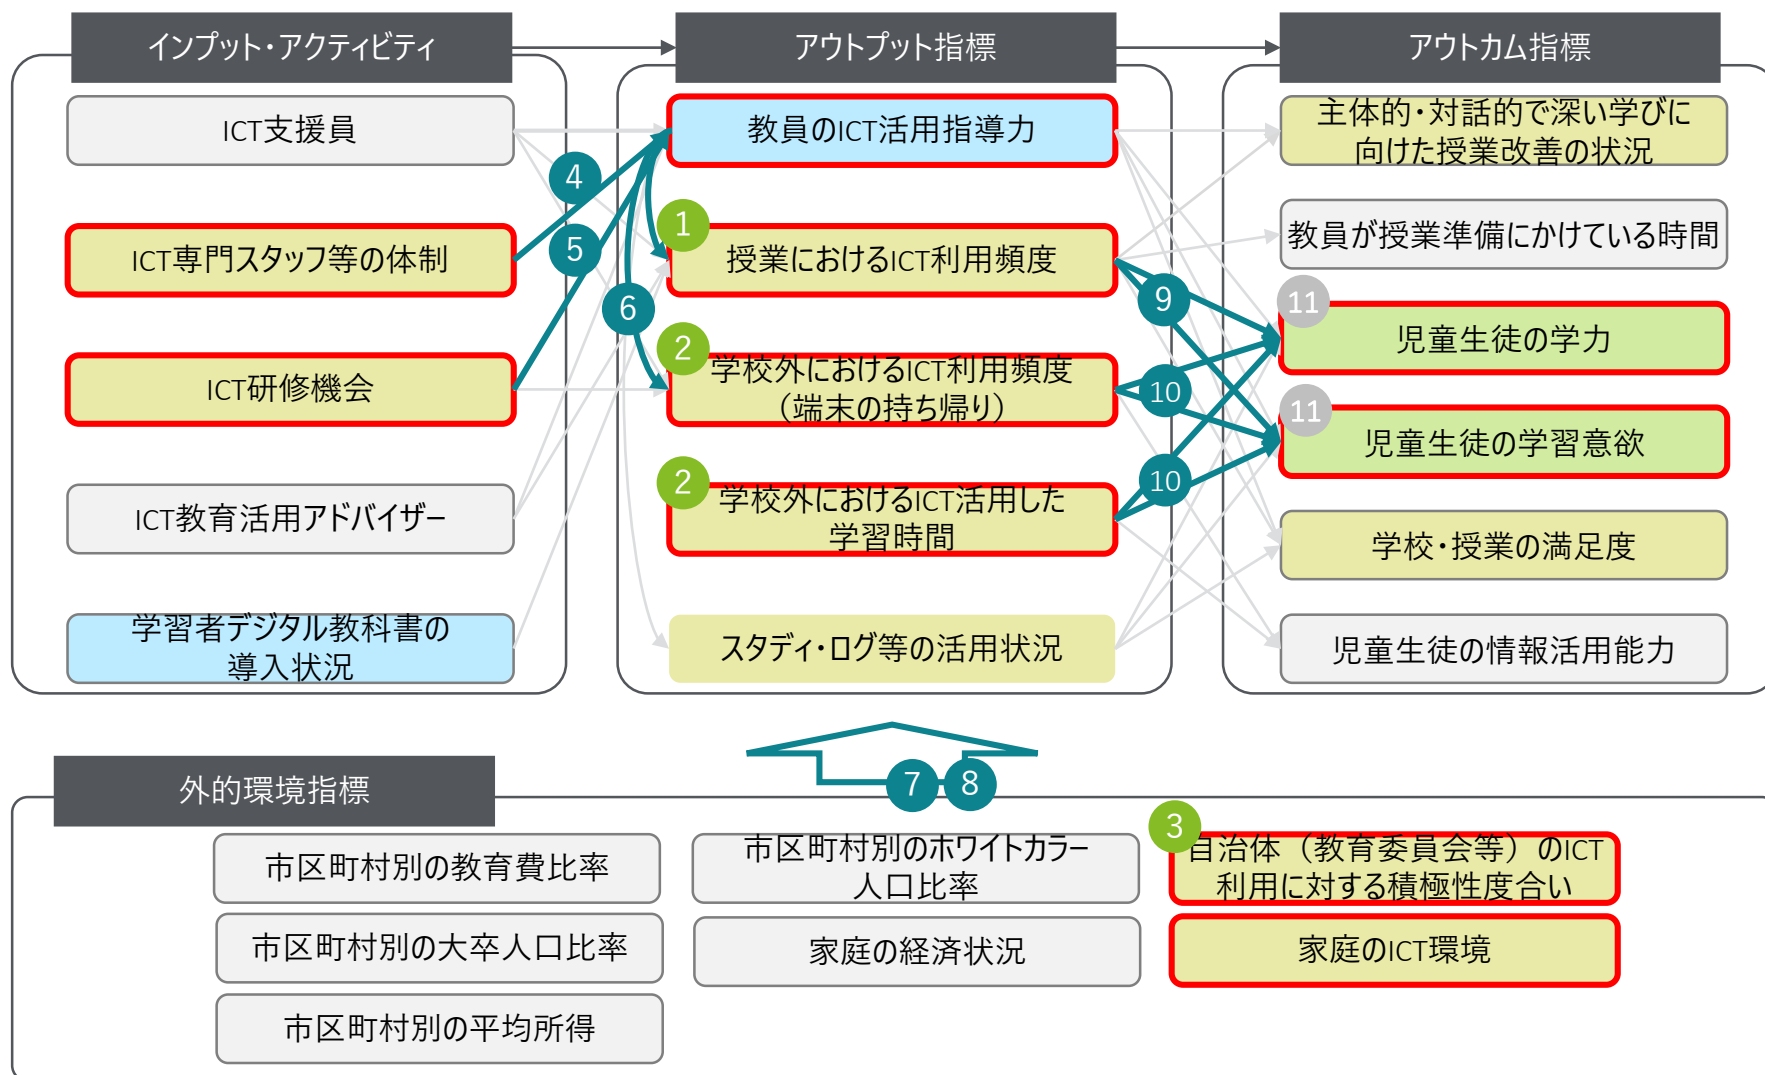 インプット・アクティビティ
アウトプット指標
アウトカム指標
ICT支援員
ICT専門スタッフ等の体制
ICT研修機会
ICT教育活用アドバイザー
学習者デジタル教科書の
導入状況
4
5
6
教員のICT活用指導力
1
授業におけるICT利用頻度
2
学校外におけるICT利用頻度
（端末の持ち帰り）
2
学校外におけるICT活用した
学習時間
スタディ・ログ等の活用状況
9
10
10
主体的・対話的で深い学びに
向けた授業改善の状況
教員が授業準備にかけている時間
11
児童生徒の学力
11
児童生徒の学習意欲
学校・授業の満足度
児童生徒の情報活用能力
7
8
外的環境指標
市区町村別の教育費比率
市区町村別の大卒人口比率
市区町村別の平均所得
市区町村別のホワイトカラー
人口比率
家庭の経済状況
3
自治体（教育委員会等）のICT
利用に対する積極性度合い
家庭のICT環境